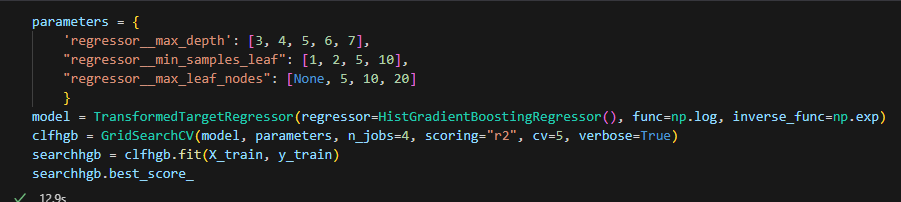 parameters = {
    'regressor__max_depth': [3, 4, 5, 6, 7],
    "regressor__min_samples_leaf": [1, 2, 5, 10],
    "regressor__max_leaf_nodes": [None, 5, 10, 20]
    }
model = TransformedTargetRegressor(regressor=HistGradientBoostingRegressor(), func=np.log, inverse_func=np.exp)
clfhgb = GridSearchCV(model, parameters, n_jobs=4, scoring="r2", cv=5, verbose=True)
searchhgb = clfhgb.fit(X_train, y_train)
searchhgb.best_score_
12.9s